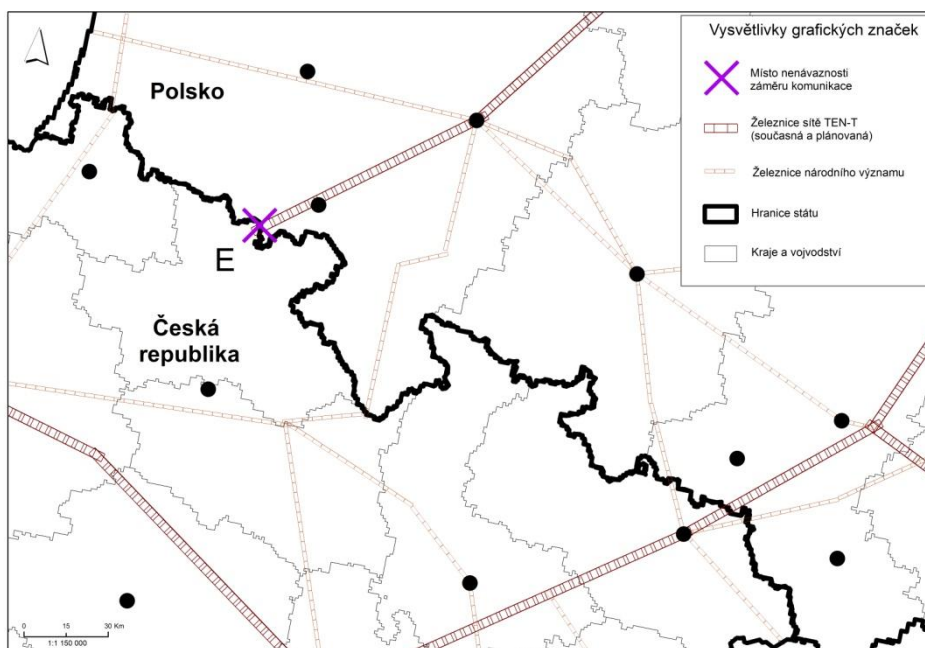 Polsko
E
Česká
republika
Vysvětlivky grafických značek
Místo nenávaznosti
záměru komunikace
Železnice sítě TEN-T
(současná a plánovaná)
Železnice národního významu
Hranice státu
Kraje a vojvodství
0 15 30 Km
1:1 150 000